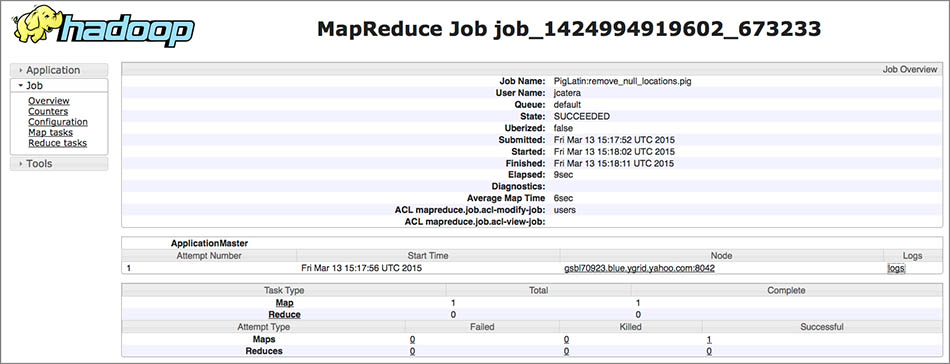 hadoop
MapReduce Job job_1424994919602_673233
Application
Job
Overview
Counters
Configuration
Map tasks
Reduce tasks
Tools
Job Overview
Job Name: PigLatin:remove_null_locations.pig
User Name: jcatera
Queue: default
State: SUCCEEDED
Uberized: false
Submitted: Fri Mar 13 15:17:52 UTC 2015
Started: Fri Mar 13 15:18:02 UTC 2015
Finished: Fri Mar 13 15:18:11 UTC 2015
Elapsed: 9sec
Diagnostics:
Average Map Time 6sec
ACL mapreduce.job.acl-modify-job: users
ACL mapreduce.job.acl-view-job:
ApplicationMaster
Attempt Number Start Time Node Logs
1 Fri Mar 13 15:17:56 UTC 2015 gsbl70923.blue.ygrid.yahoo.com:8042 logs
Task Type Total Complete
Map 1 1
Reduce 0 0
Attempt Type Failed Killed Successful
Maps 0 0 1
Reduces 0 0 0